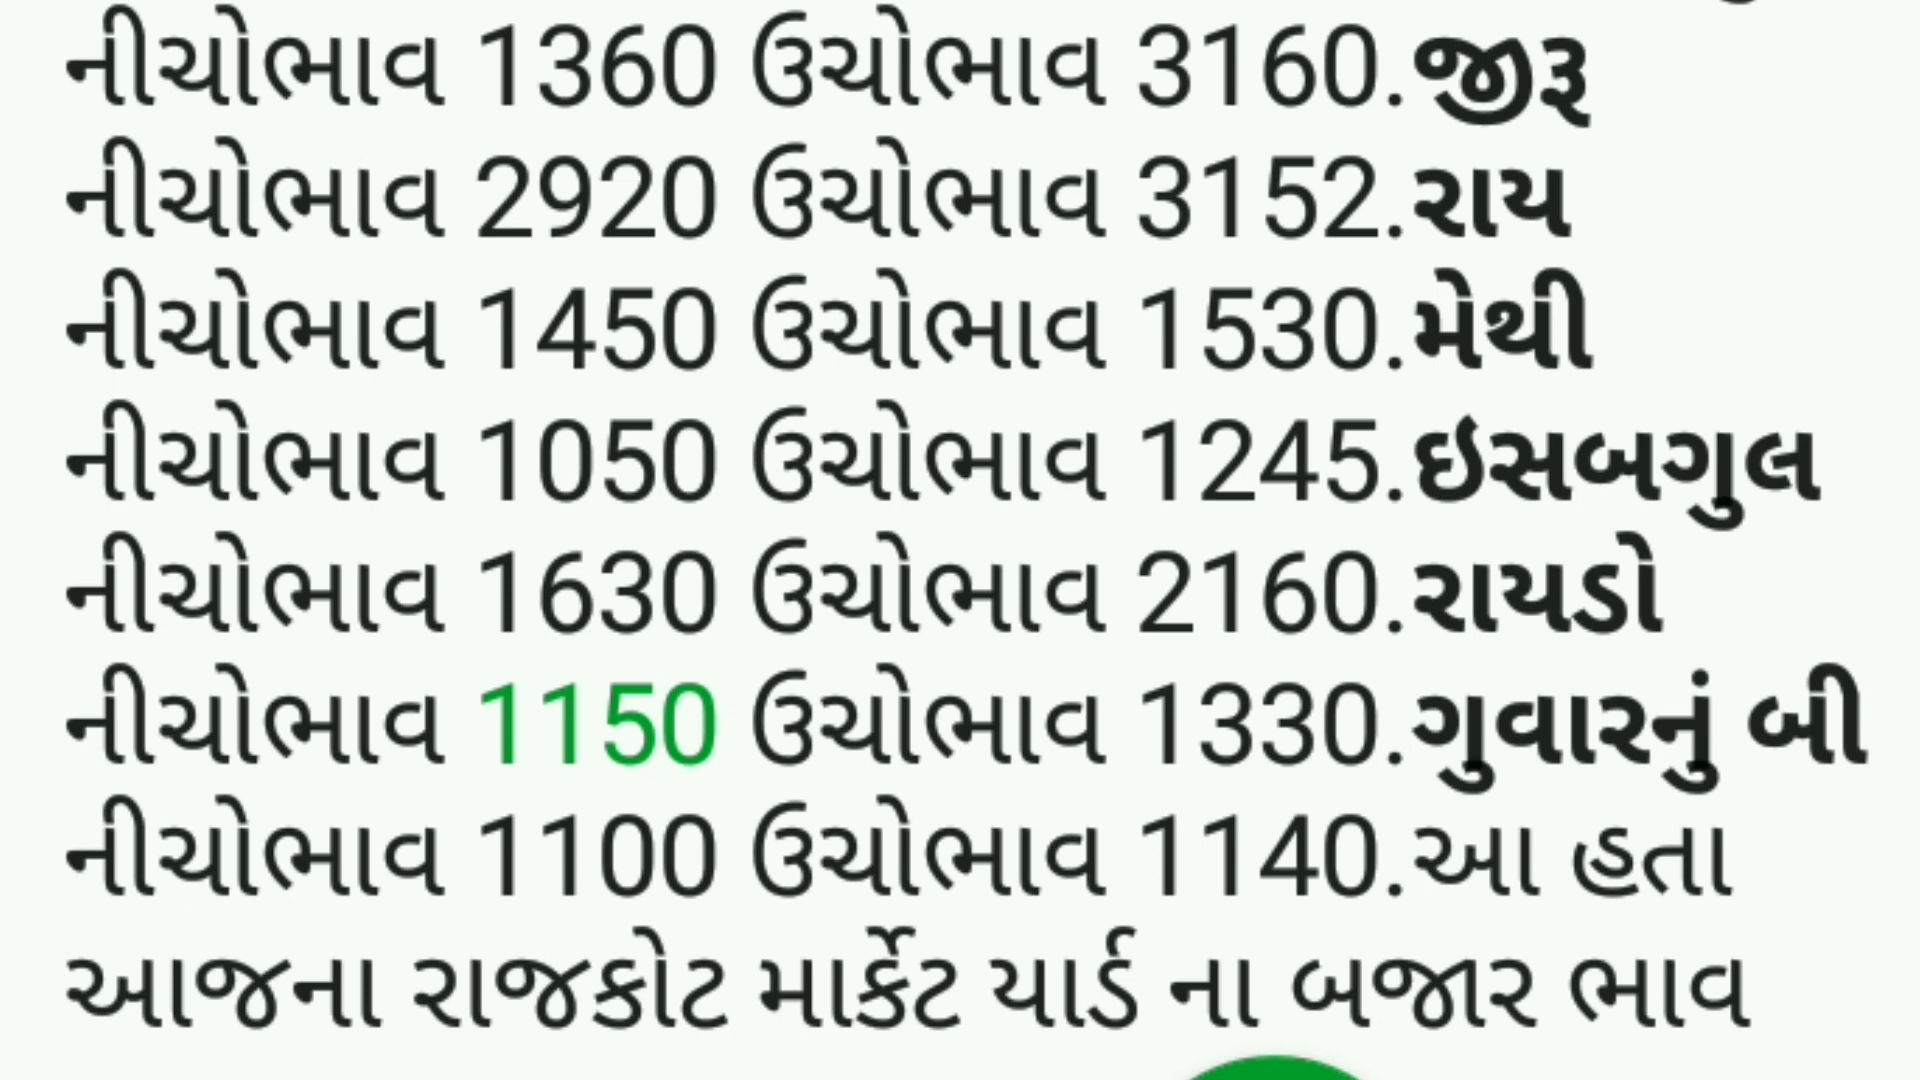 નીચોભાવ 1360 ઉચોભાવ 3160.જીરૂ
નીચોભાવ 2920 ઉચોભાવ 3152.રાય
નીચોભાવ 1450 ઉચોભાવ 1530.મેથી
નીચોભાવ 1050 ઉચોભાવ 1245.ઇસબગુલ
નીચોભાવ 1630 ઉચોભાવ 2160.રાયડો
નીચોભાવ 1150 ઉચોભાવ 1330.ગુવારનું બી
નીચોભાવ 1100 ઉચોભાવ 1140.આ હતા
આજના રાજકોટ માર્કેટ યાર્ડ ના બજાર ભાવ